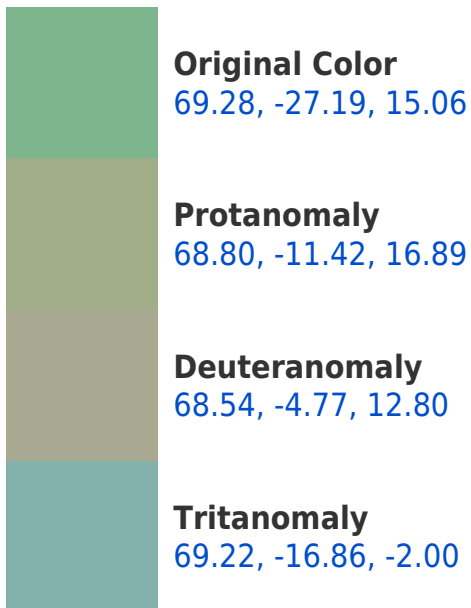 Original Color
69.28, -27.19, 15.06
Protanomaly
68.80, -11.42, 16.89
Deuteranomaly
68.54, -4.77, 12.80
Tritanomaly
69.22, -16.86, -2.00